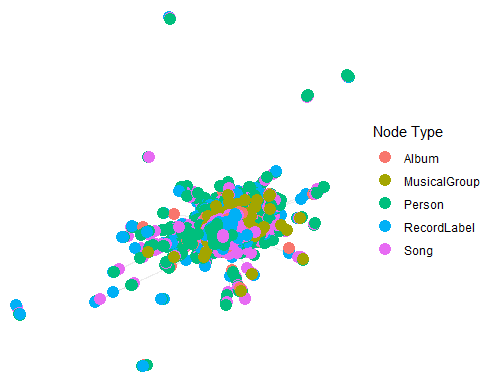 Node Type
Album
MusicalGroup
Person
RecordLabel
Song